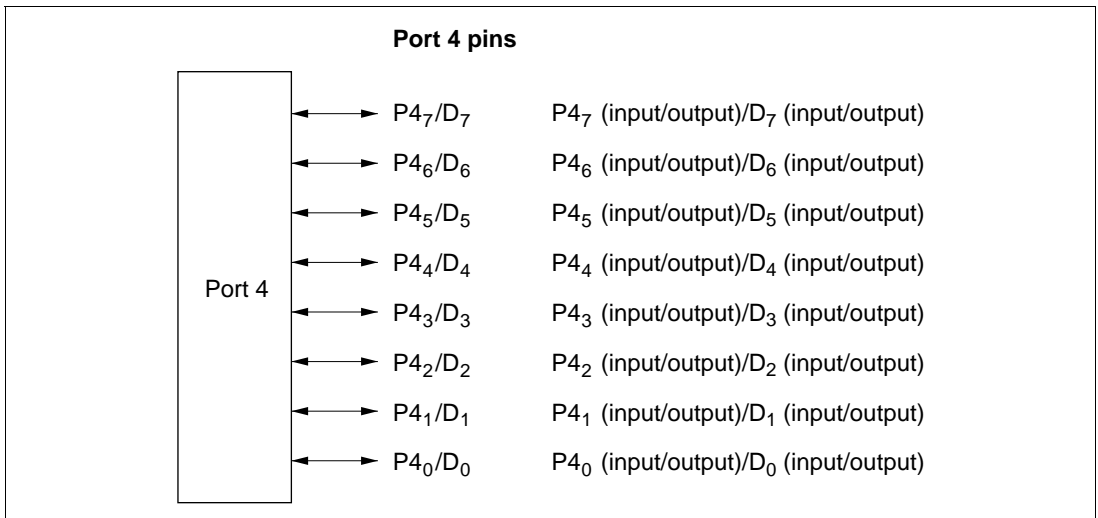 Port 4 pins
P4₇/D₇ P4₇ (input/output)/D₇ (input/output)
P4₆/D₆ P4₆ (input/output)/D₆ (input/output)
P4₅/D₅ P4₅ (input/output)/D₅ (input/output)
P4₄/D₄ P4₄ (input/output)/D₄ (input/output)
Port 4
P4₃/D₃ P4₃ (input/output)/D₃ (input/output)
P4₂/D₂ P4₂ (input/output)/D₂ (input/output)
P4₁/D₁ P4₁ (input/output)/D₁ (input/output)
P4₀/D₀ P4₀ (input/output)/D₀ (input/output)